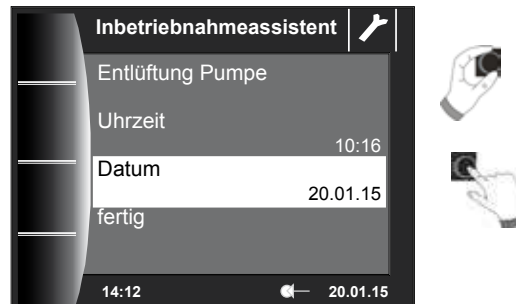 Inbetriebnahmeassistent
Entlüftung Pumpe
Uhrzeit
10:16
Datum
20.01.15
fertig
14:12 20.01.15